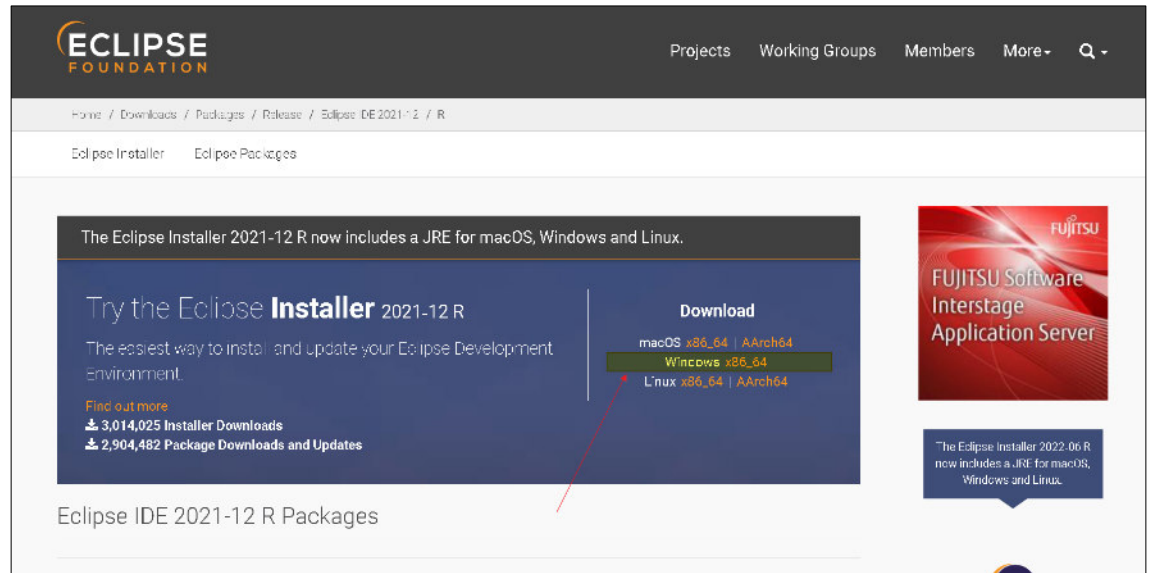 ECLIPSE
FOUNDATION
Projects Working Groups Members More
Home / Downloads / Packages / Release / Eclipse IDE 2021-12 / R
Eclipse Installer Eclipse Packages
The Eclipse Installer 2021-12 R now includes a JRE for macOS, Windows and Linux.
Try the Eclipse Installer 2021-12 R
The easiest way to install and update your Eclipse Development
Environment.
Find out more
3,014,025 Installer Downloads
2,904,482 Package Downloads and Updates
Download
macOS x86_64 | AArch64
Windows x86_64
Linux x86_64 | AArch64
FUJITSU
FUJITSU Software
Interstage
Application Server
The Eclipse Installer 2022-06 R
now includes a JRE for macOS,
Windows and Linux.
Eclipse IDE 2021-12 R Packages